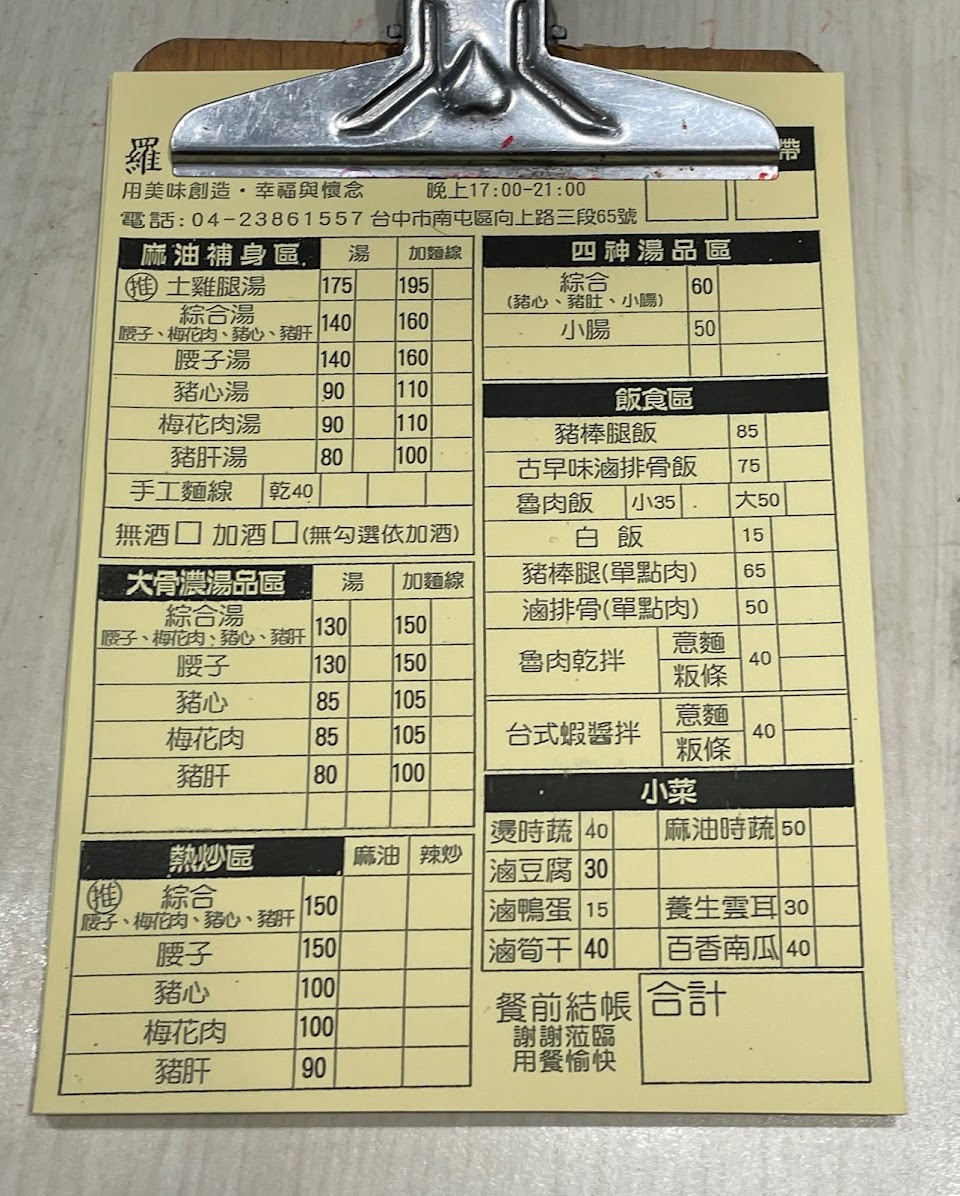 羅
帶
用美味創造・幸福與懷念 晚上17:00-21:00
電話:04-23861557 台中市南屯區向上路三段65號
麻油補身區 湯 加麵線
推 土雞腿湯 175 195
綜合湯 140 160
腰子、梅花肉、豬心、豬肝
腰子湯 140 160
豬心湯 90 110
梅花肉湯 90 110
豬肝湯 80 100
手工麵線 乾40
無酒□ 加酒□(無勾選依加酒)
大骨濃湯品區 湯 加麵線
綜合湯 130 150
腰子、梅花肉、豬心、豬肝
腰子 130 150
豬心 85 105
梅花肉 85 105
豬肝 80 100
熱炒區 麻油 辣炒
推 綜合 150
腰子、梅花肉、豬心、豬肝
腰子 150
豬心 100
梅花肉 100
豬肝 90
四神湯品區
綜合 60
(豬心、豬肚、小腸)
小腸 50
飯食區
豬棒腿飯 85
古早味滷排骨飯 75
魯肉飯 小35 大50
白飯 15
豬棒腿(單點肉) 65
滷排骨(單點肉) 50
魯肉乾拌 意麵 粄條 40
台式蝦醬拌 意麵 粄條 40
小菜
燙時蔬 40 麻油時蔬 50
滷豆腐 30
滷鴨蛋 15 養生雲耳 30
滷筍干 40 百香南瓜 40
餐前結帳 合計
謝謝蒞臨
用餐愉快